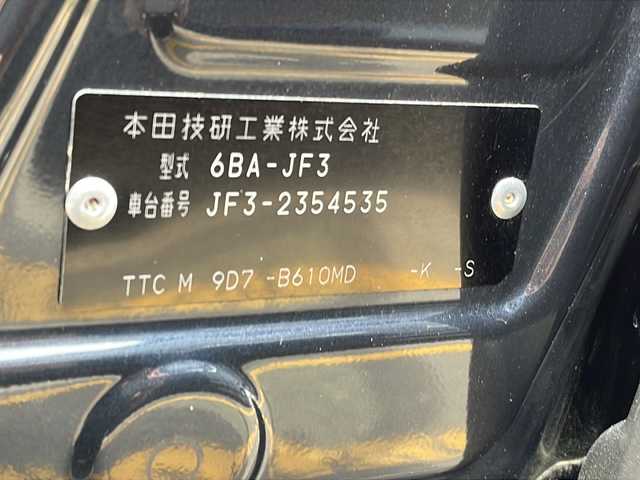 本田技研工業株式会社
型式 6BA-JF3
車台番号 JF3-2354535
TTC M 9D7 -B610MD -K -S